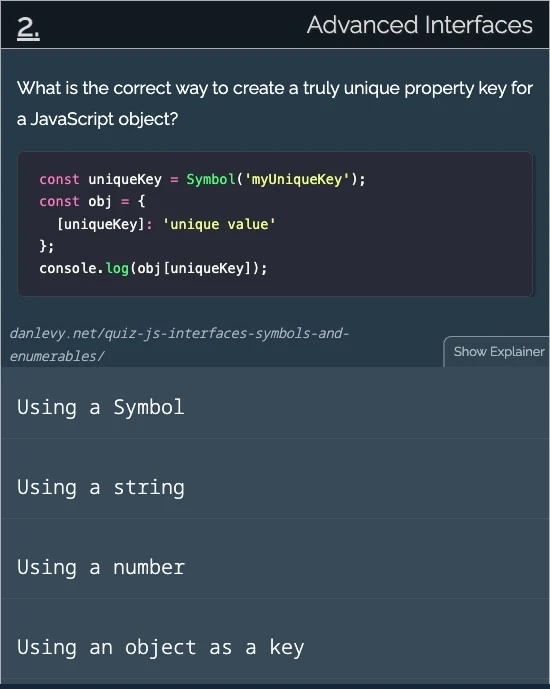 2.
Advanced Interfaces
What is the correct way to create a truly unique property key for
a JavaScript object?
const uniqueKey = Symbol('myUniqueKey');
const obj = {
  [uniqueKey]: 'unique value'
};
console.log(obj[uniqueKey]);
danlevy.net/quiz-js-interfaces-symbols-and-
enumerables/
Show Explainer
Using a Symbol
Using a string
Using a number
Using an object as a key